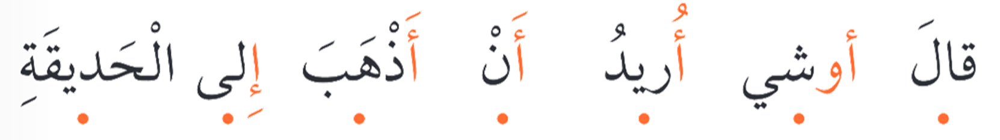 قالَ أوشي أُريدُ أَنْ أَذْهَبَ إِلى الْحَديقَةِ